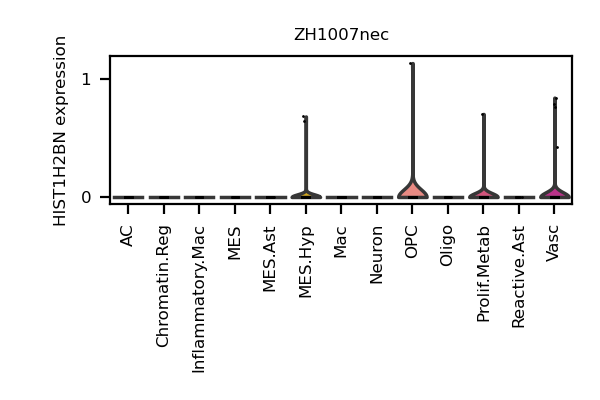 ZH1007nec
HIST1H2BN expression
1
0
AC
Chromatin.Reg
Inflammatory.Mac
MES
MES.Ast
MES.Hyp
Mac
Neuron
OPC
Oligo
Prolif.Metab
Reactive.Ast
Vasc